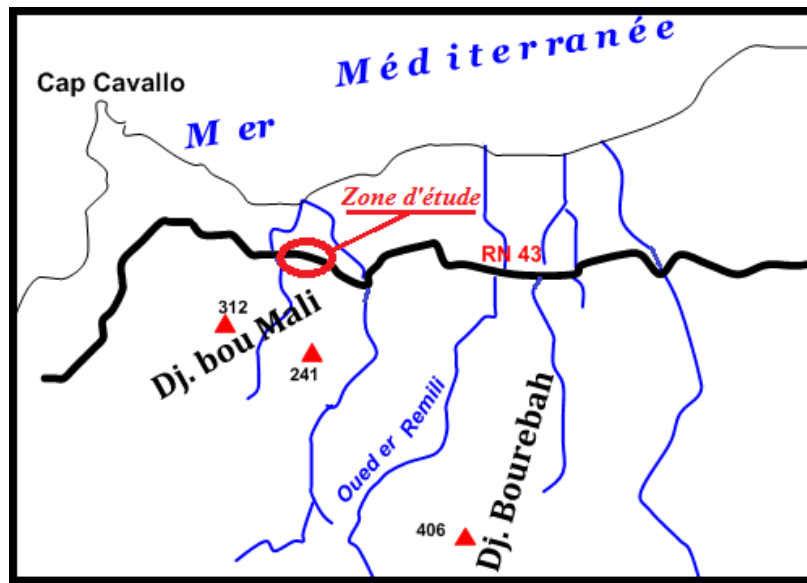 Cap Cavallo
Mer Méditerranée
Zone d'étude
RN 43
312
Dj. bou Mali
241
Oued er Remili
Dj. Bourebah
406